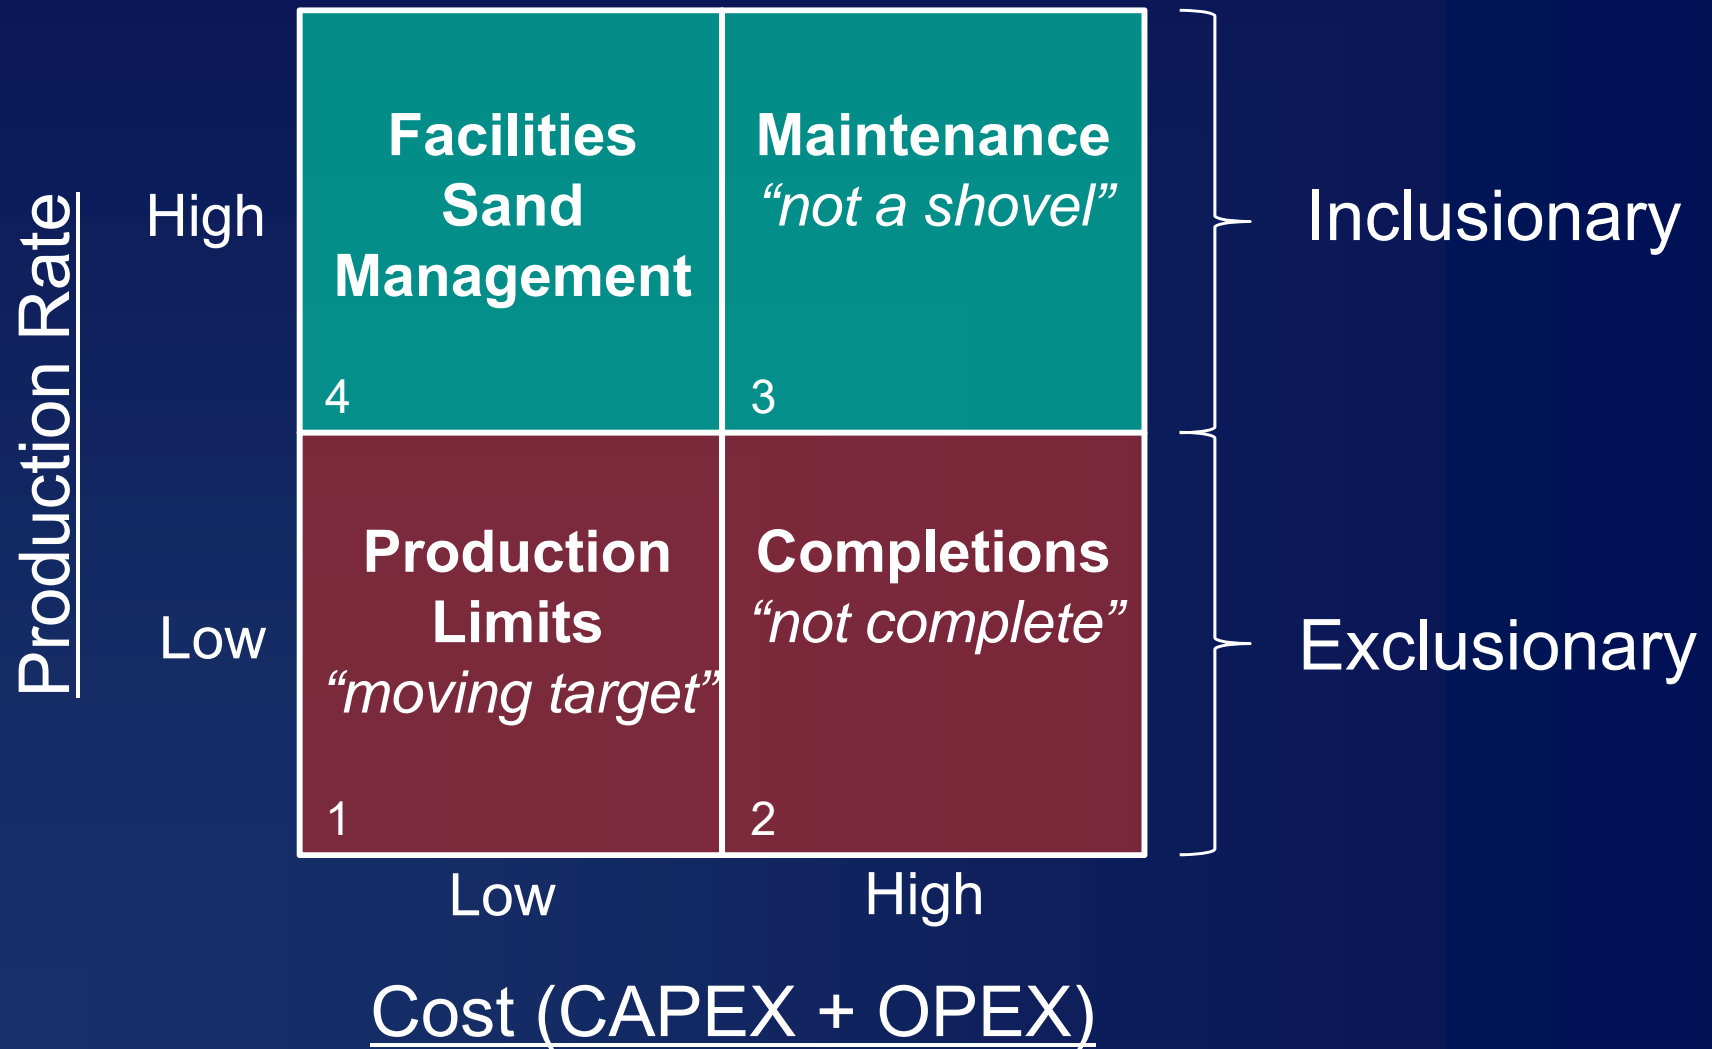 Production Rate
High
Low
Facilities
Sand
Management
4
Maintenance
“not a shovel”
3
Production
Limits
“moving target”
1
Completions
“not complete”
2
Inclusionary
Exclusionary
Low
High
Cost (CAPEX + OPEX)